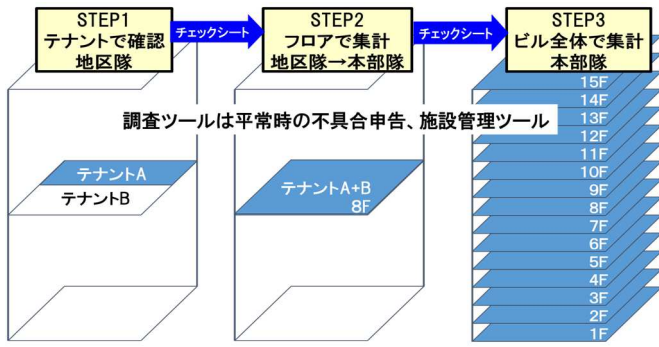 STEP1
テナントで確認
地区隊
チェックシート
STEP2
フロアで集計
地区隊→本部隊
チェックシート
STEP3
ビル全体で集計
本部隊
調査ツールは平常時の不具合申告、施設管理ツール
テナントA
テナントB
テナントA+B
8F
15F
14F
13F
12F
11F
10F
9F
8F
7F
6F
5F
4F
3F
2F
1F